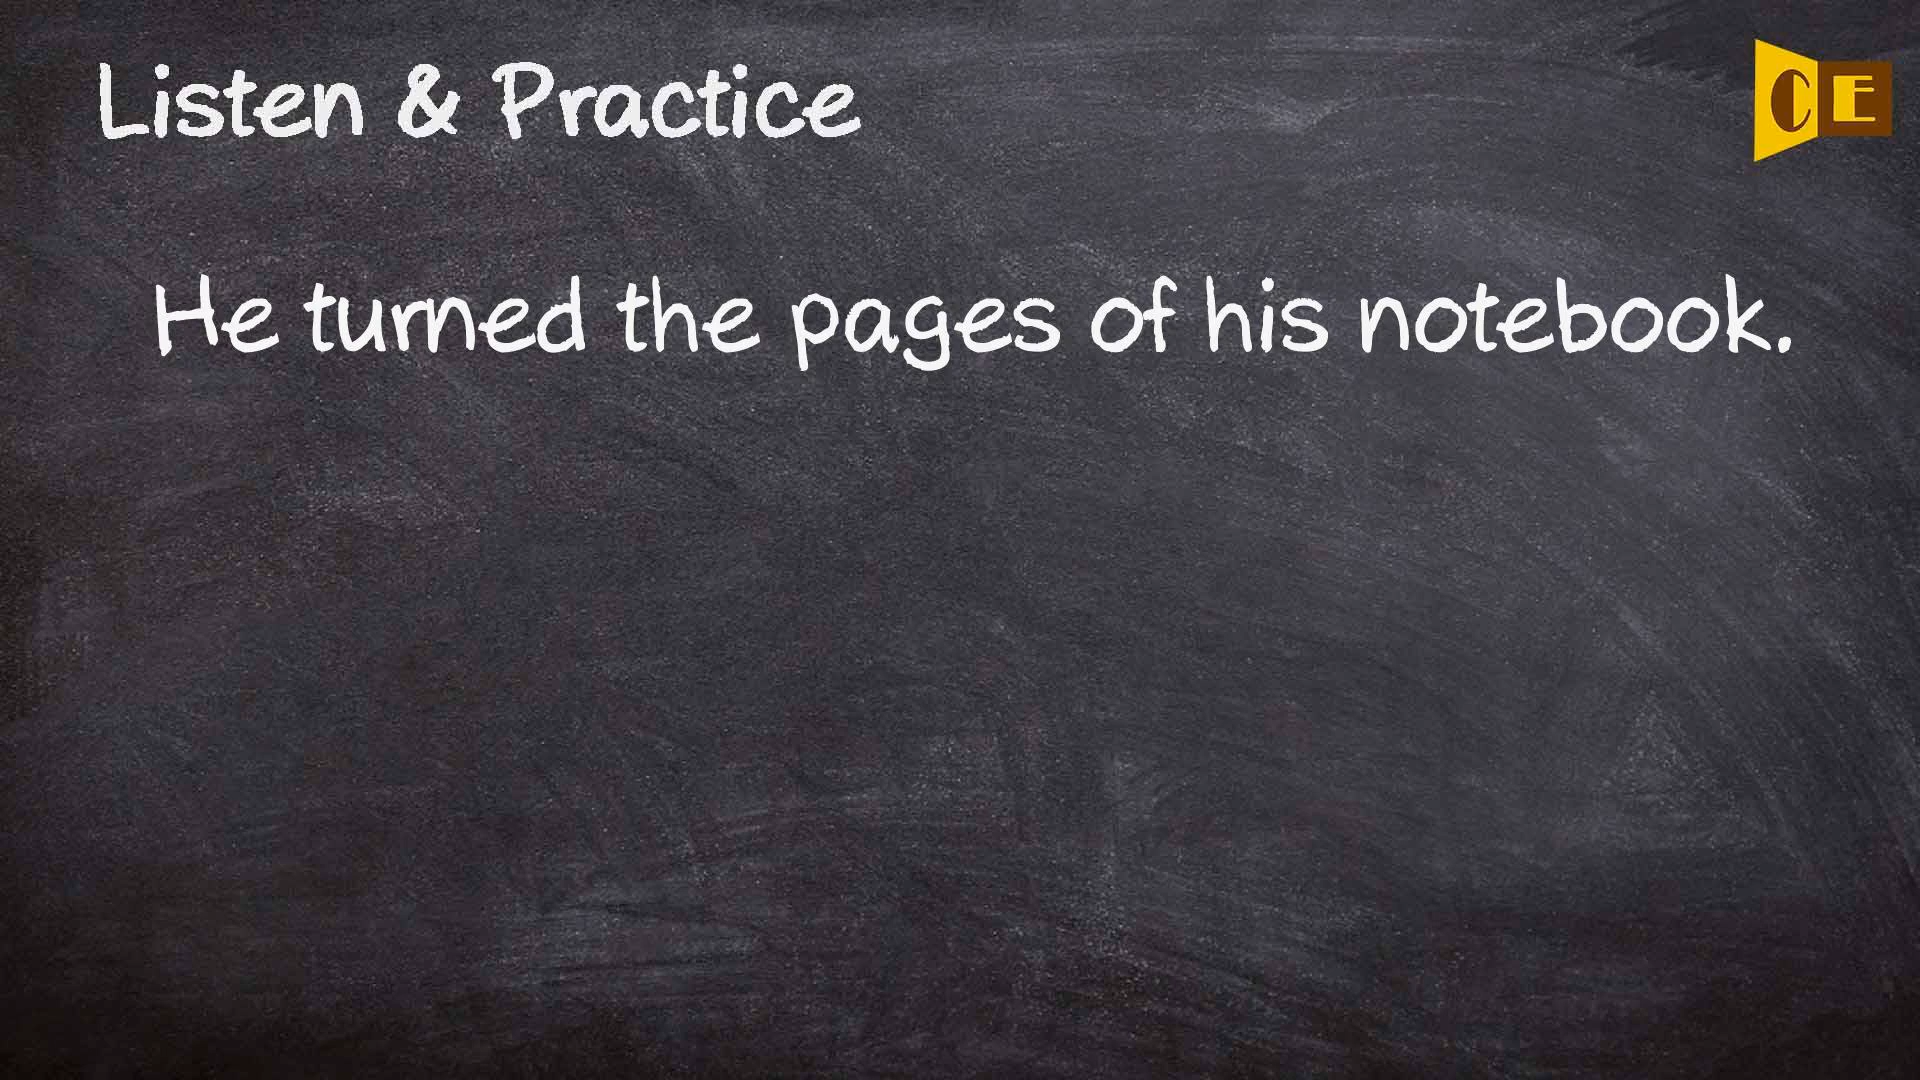 Listen & Practice
CE
He turned the pages of his notebook.